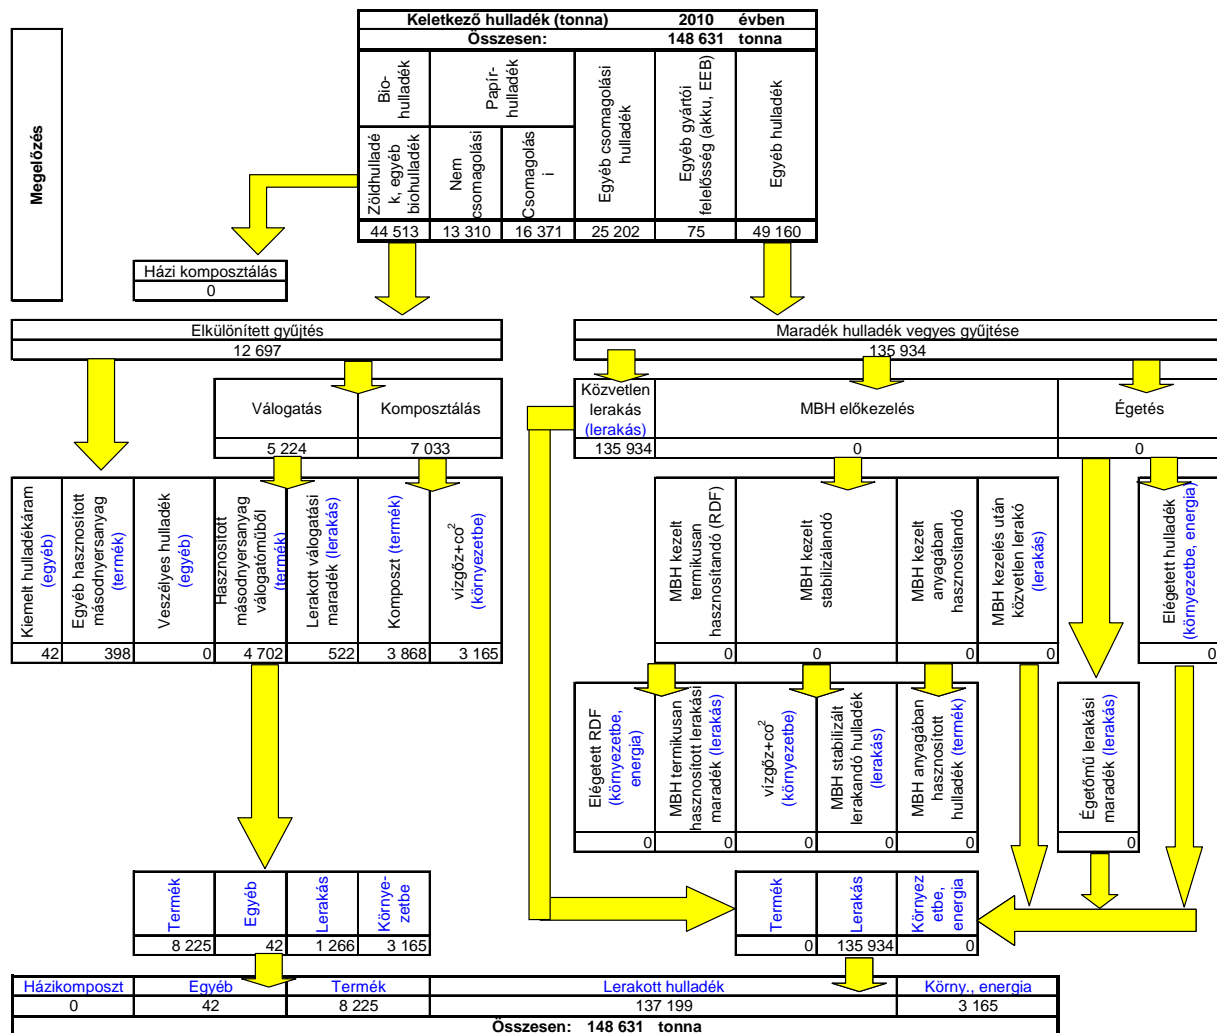 Keletkező hulladék (tonna) 2010 évben
Összesen: 148 631 tonna
Megelőzés
Bio-
hulladék
Papír-
hulladék
Zöldhulladé
k, egyéb
biohulladék
Nem
csomagolási
Csomagolás
i
Egyéb csomagolási
hulladék
Egyéb gyártói
felelősség (akku, EEB)
Egyéb hulladék
44 513 13 310 16 371 25 202 75 49 160
Házi komposztálás
0
Elkülönített gyűjtés
12 697
Maradék hulladék vegyes gyűjtése
135 934
Válogatás
Komposztálás
5 224 7 033
Közvetlen
lerakás
(lerakás)
MBH előkezelés
Égetés
135 934 0 0
Kiemelt hulladékáram
(egyéb)
Egyéb hasznosított
másodnyersanyag
(termék)
Veszélyes hulladék
(egyéb)
Hasznosított
másodnyersanyag
válogatóműből
(termék)
Lerakott válogatási
maradék (lerakás)
Komposzt (termék)
vízgőz+co²
(környezetbe)
42 398 0 4 702 522 3 868 3 165
MBH kezelt
termikusan
hasznosítandó (RDF)
MBH kezelt
stabilizálandó
MBH kezelt
anyagában
hasznosítandó
MBH kezelés után
közvetlen lerakó
(lerakás)
Elégetett hulladék
(környezetbe, energia)
0 0 0 0 0
Elégetett RDF
(környezetbe,
energia)
MBH termikusan
hasznosított lerakási
maradék (lerakás)
vízgőz+co²
(környezetbe)
MBH stabilizált
lerakandó hulladék
(lerakás)
MBH anyagában
hasznosított
hulladék (termék)
Égetőmű lerakási
maradék (lerakás)
0 0 0 0 0 0
Termék
Egyéb
Lerakás
Környe-
zetbe
8 225 42 1 266 3 165
Termék
Lerakás
Környez
etbe,
energia
0 135 934 0
Házikomposzt Egyéb Termék Lerakott hulladék Körny., energia
0 42 8 225 137 199 3 165
Összesen: 148 631 tonna